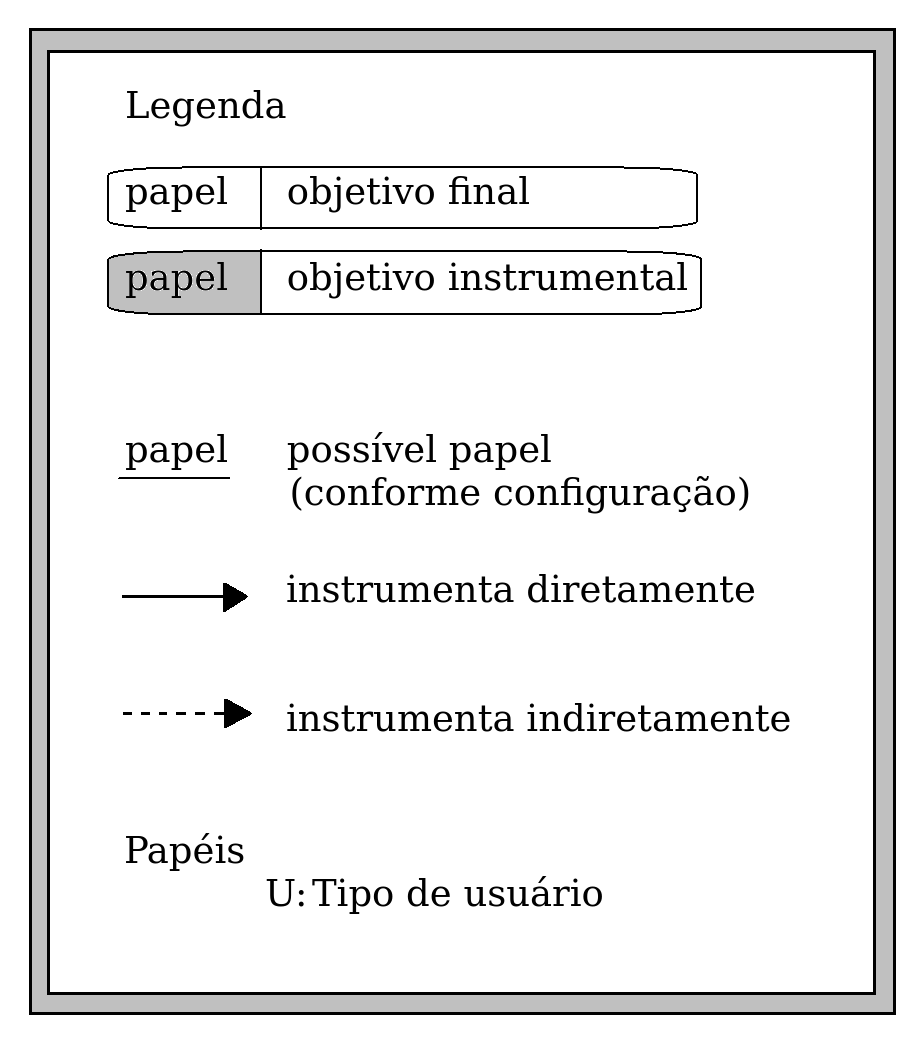 Legenda
papel objetivo final
papel objetivo instrumental
papel possível papel
(conforme configuração)
instrumenta diretamente
instrumenta indiretamente
Papéis
U: Tipo de usuário